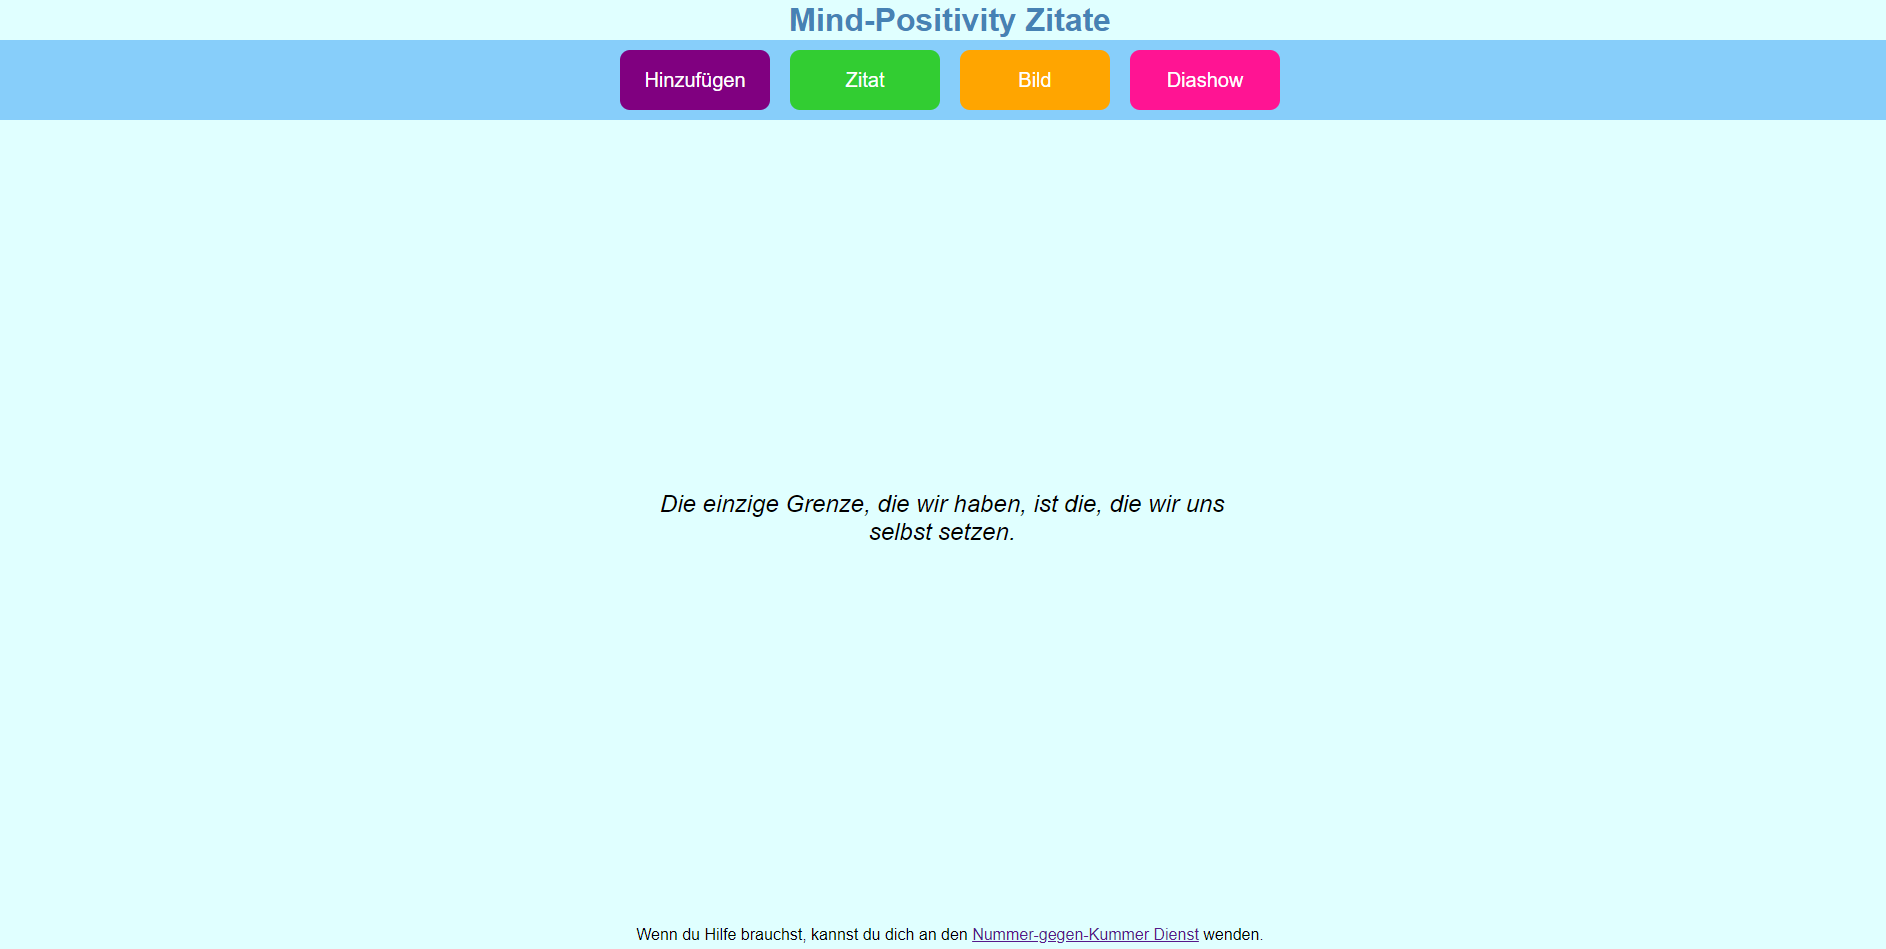 Mind-Positivity Zitate
Hinzufügen Zitat Bild Diashow
Die einzige Grenze, die wir haben, ist die, die wir uns
selbst setzen.
Wenn du Hilfe brauchst, kannst du dich an den Nummer-gegen-Kummer Dienst wenden.